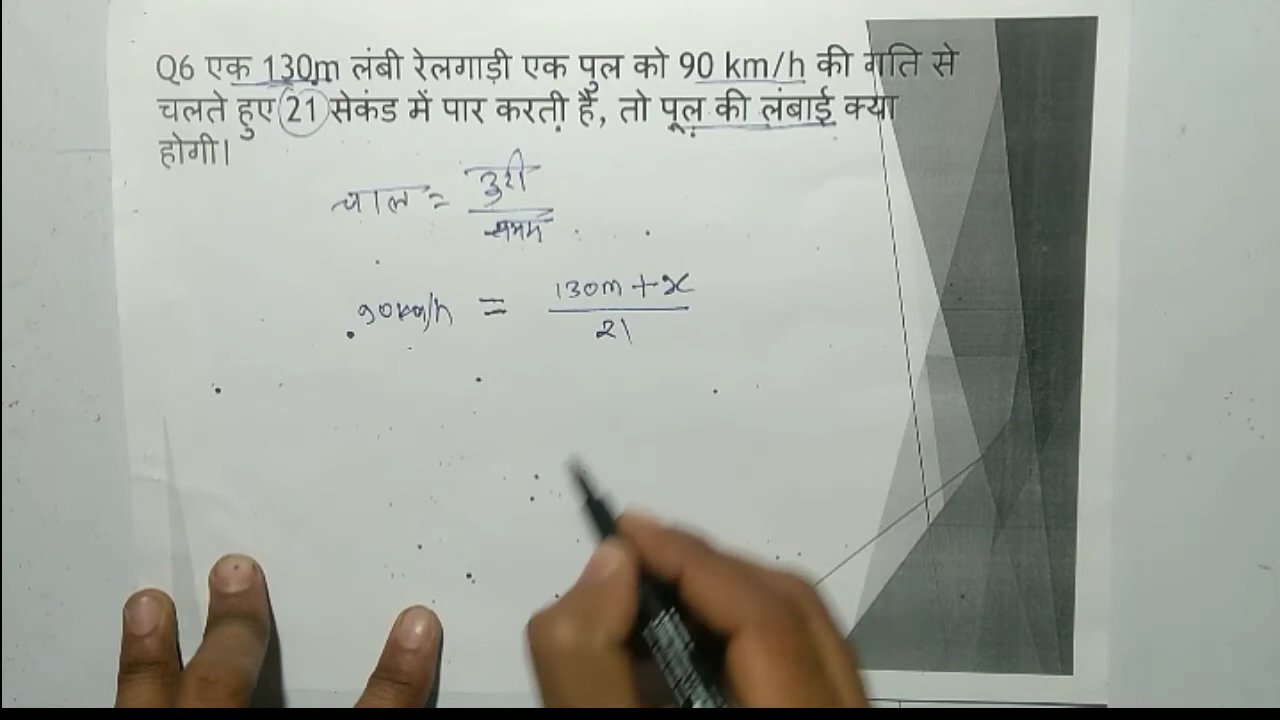 Q6 एक 130m लंबी रेलगाड़ी एक पुल को 90 km/h की गति से
चलते हुए 21 सेकंड में पार करती है, तो पूल की लंबाई क्या
होगी।
चाल = दुरी
समय
90km/h = 130m + x
21